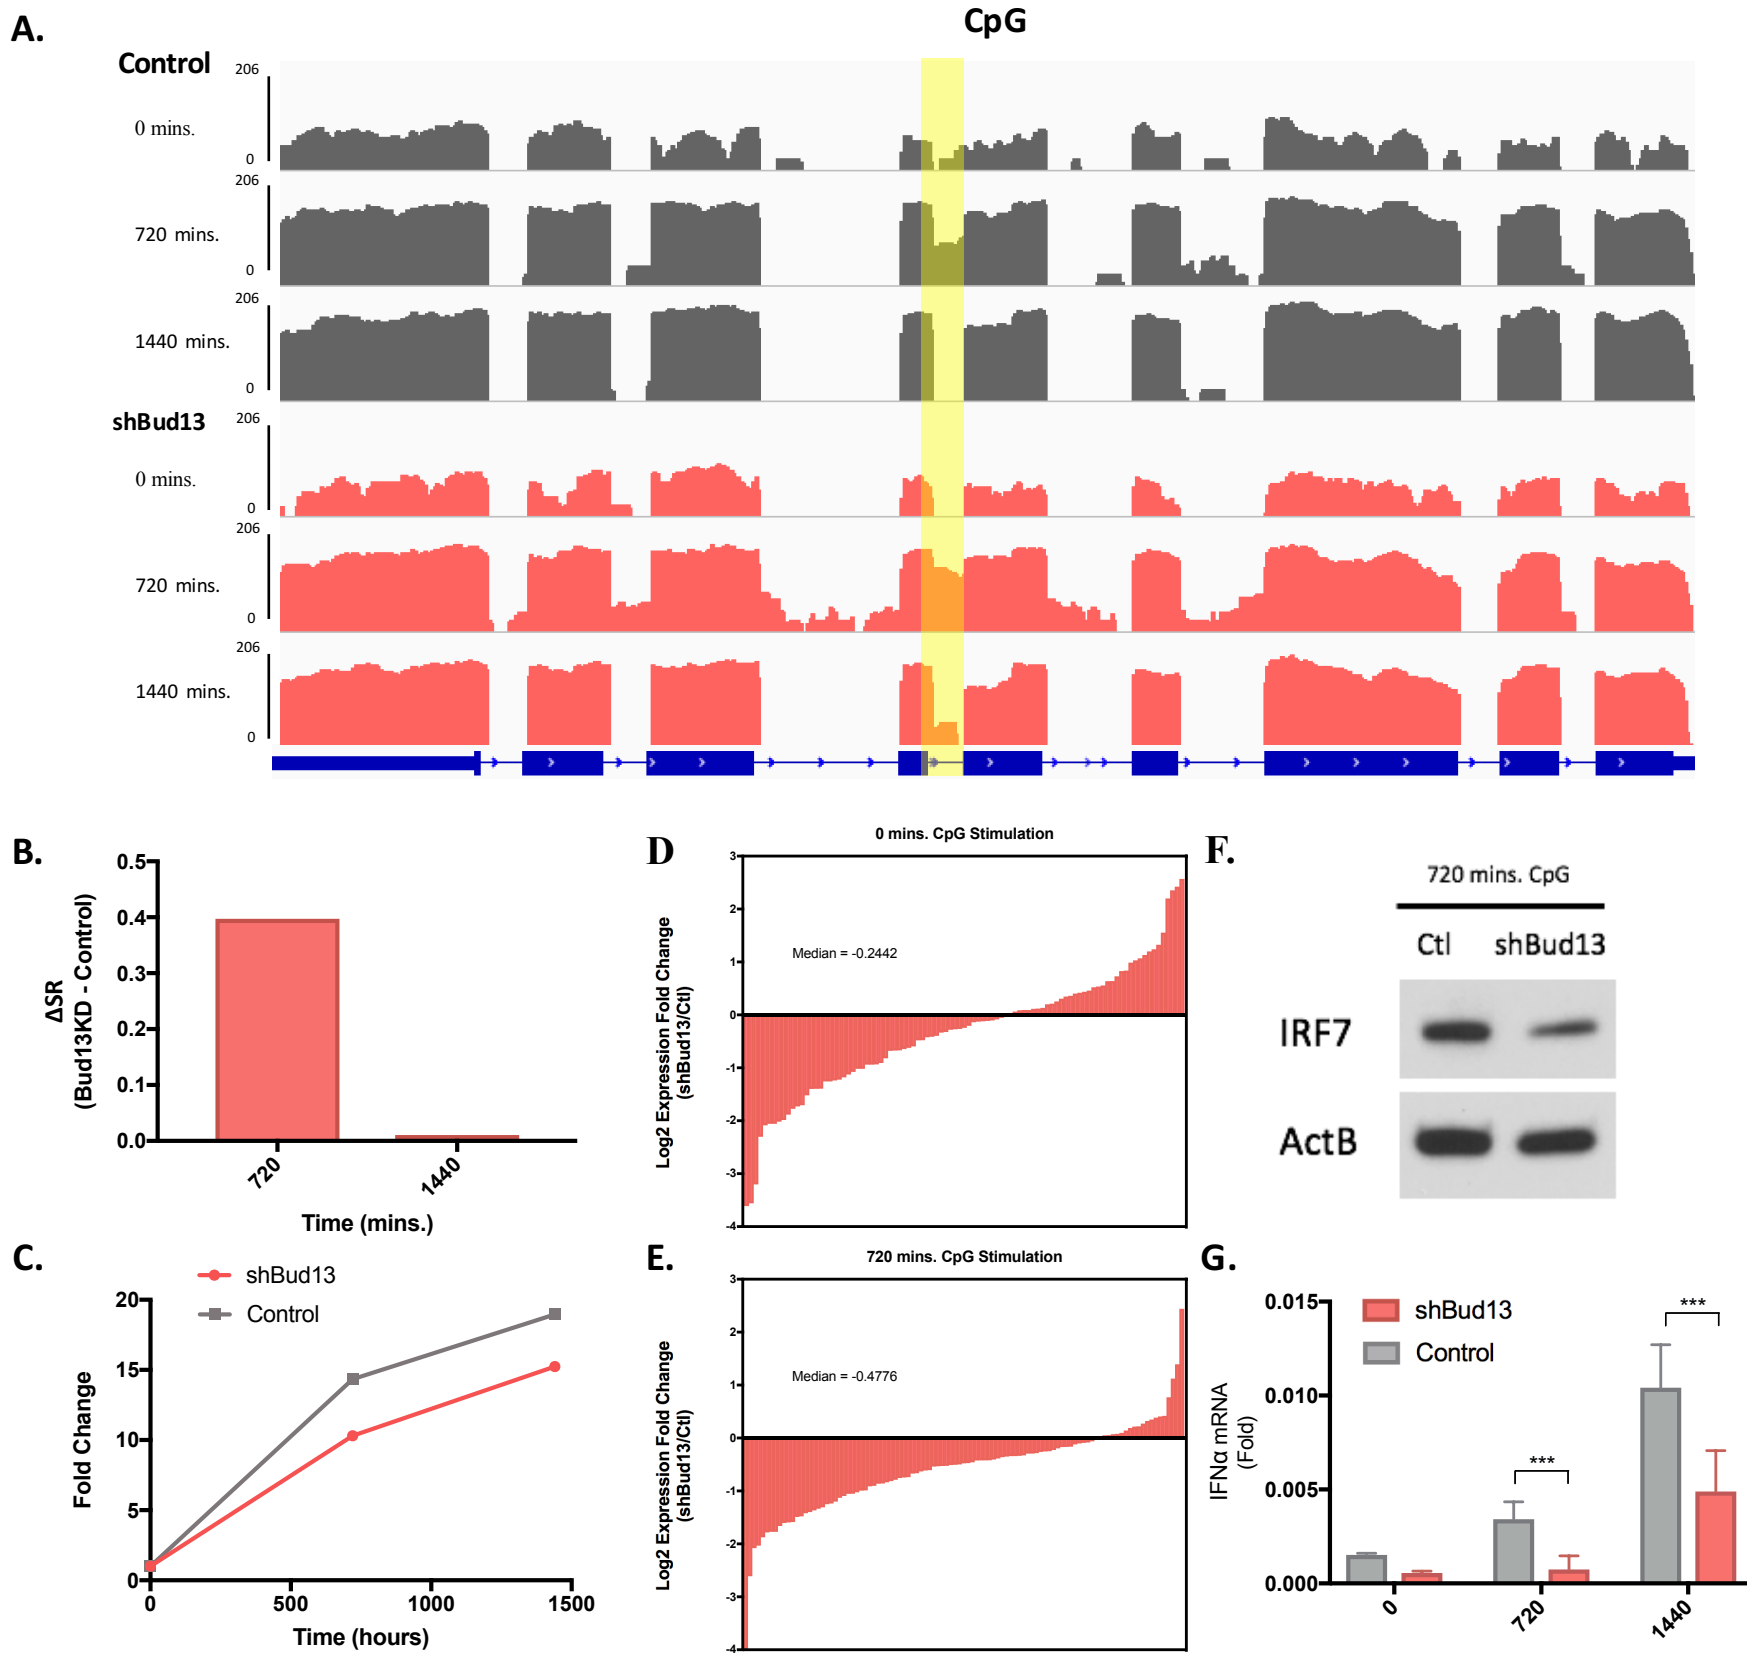 A.
CpG
Control
206
0 mins.
0
206
720 mins.
0
206
1440 mins.
0
shBud13
206
0 mins.
0
206
720 mins.
0
206
1440 mins.
0
B.
0.5
0.4
0.3
0.2
0.1
0.0
ΔSR
(Bud13KD - Control)
720
1440
Time (mins.)
C.
shBud13
Control
20
15
10
5
0
Fold Change
0
500
1000
1500
Time (hours)
D
0 mins. CpG Stimulation
3
2
1
0
-1
-2
-3
-4
Median = -0.2442
Log2 Expression Fold Change
(shBud13/Ctl)
E.
720 mins. CpG Stimulation
3
2
1
0
-1
-2
-3
-4
Median = -0.4776
Log2 Expression Fold Change
(shBud13/Ctl)
F.
720 mins. CpG
Ctl shBud13
IRF7
ActB
G.
shBud13
Control
0.015
0.010
0.005
0.000
IFNα mRNA
(Fold)
***
***
0
720
1440